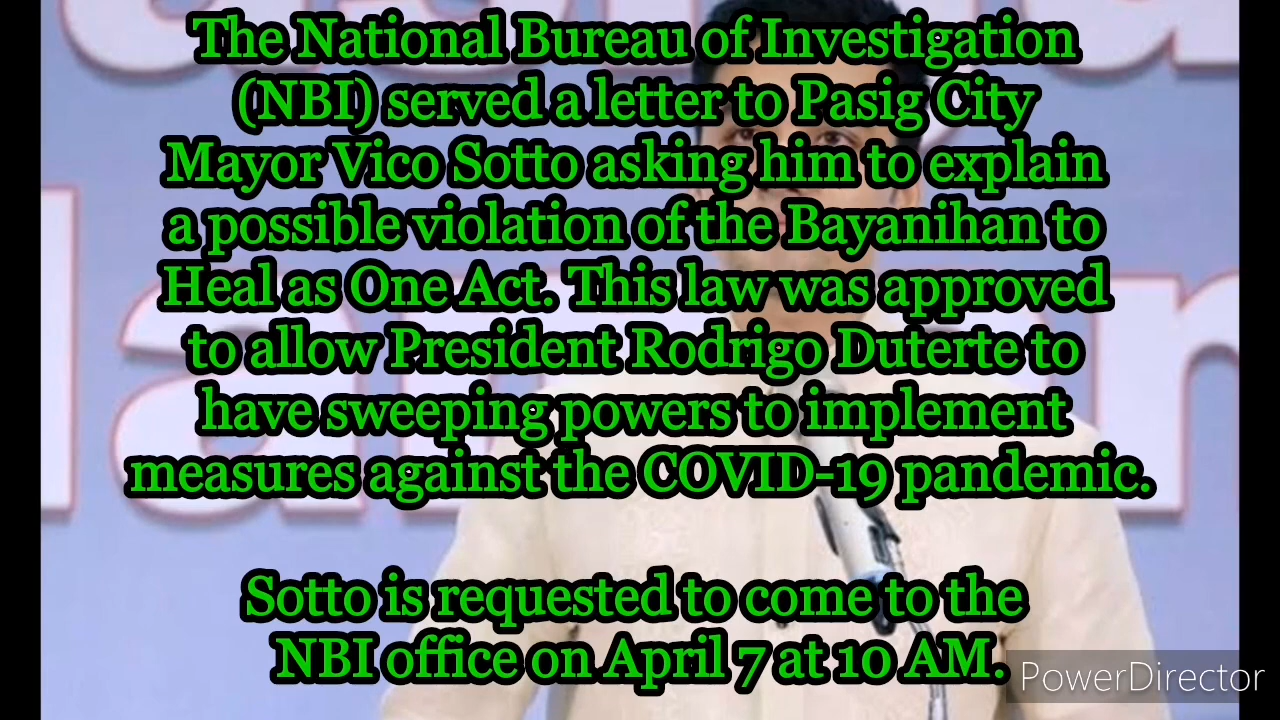 The National Bureau of Investigation
(NBI) served a letter to Pasig City
Mayor Vico Sotto asking him to explain
a possible violation of the Bayanihan to
Heal as One Act. This law was approved
to allow President Rodrigo Duterte to
have sweeping powers to implement
measures against the COVID-19 pandemic.
Sotto is requested to come to the
NBI office on April 7 at 10 AM.
PowerDirector